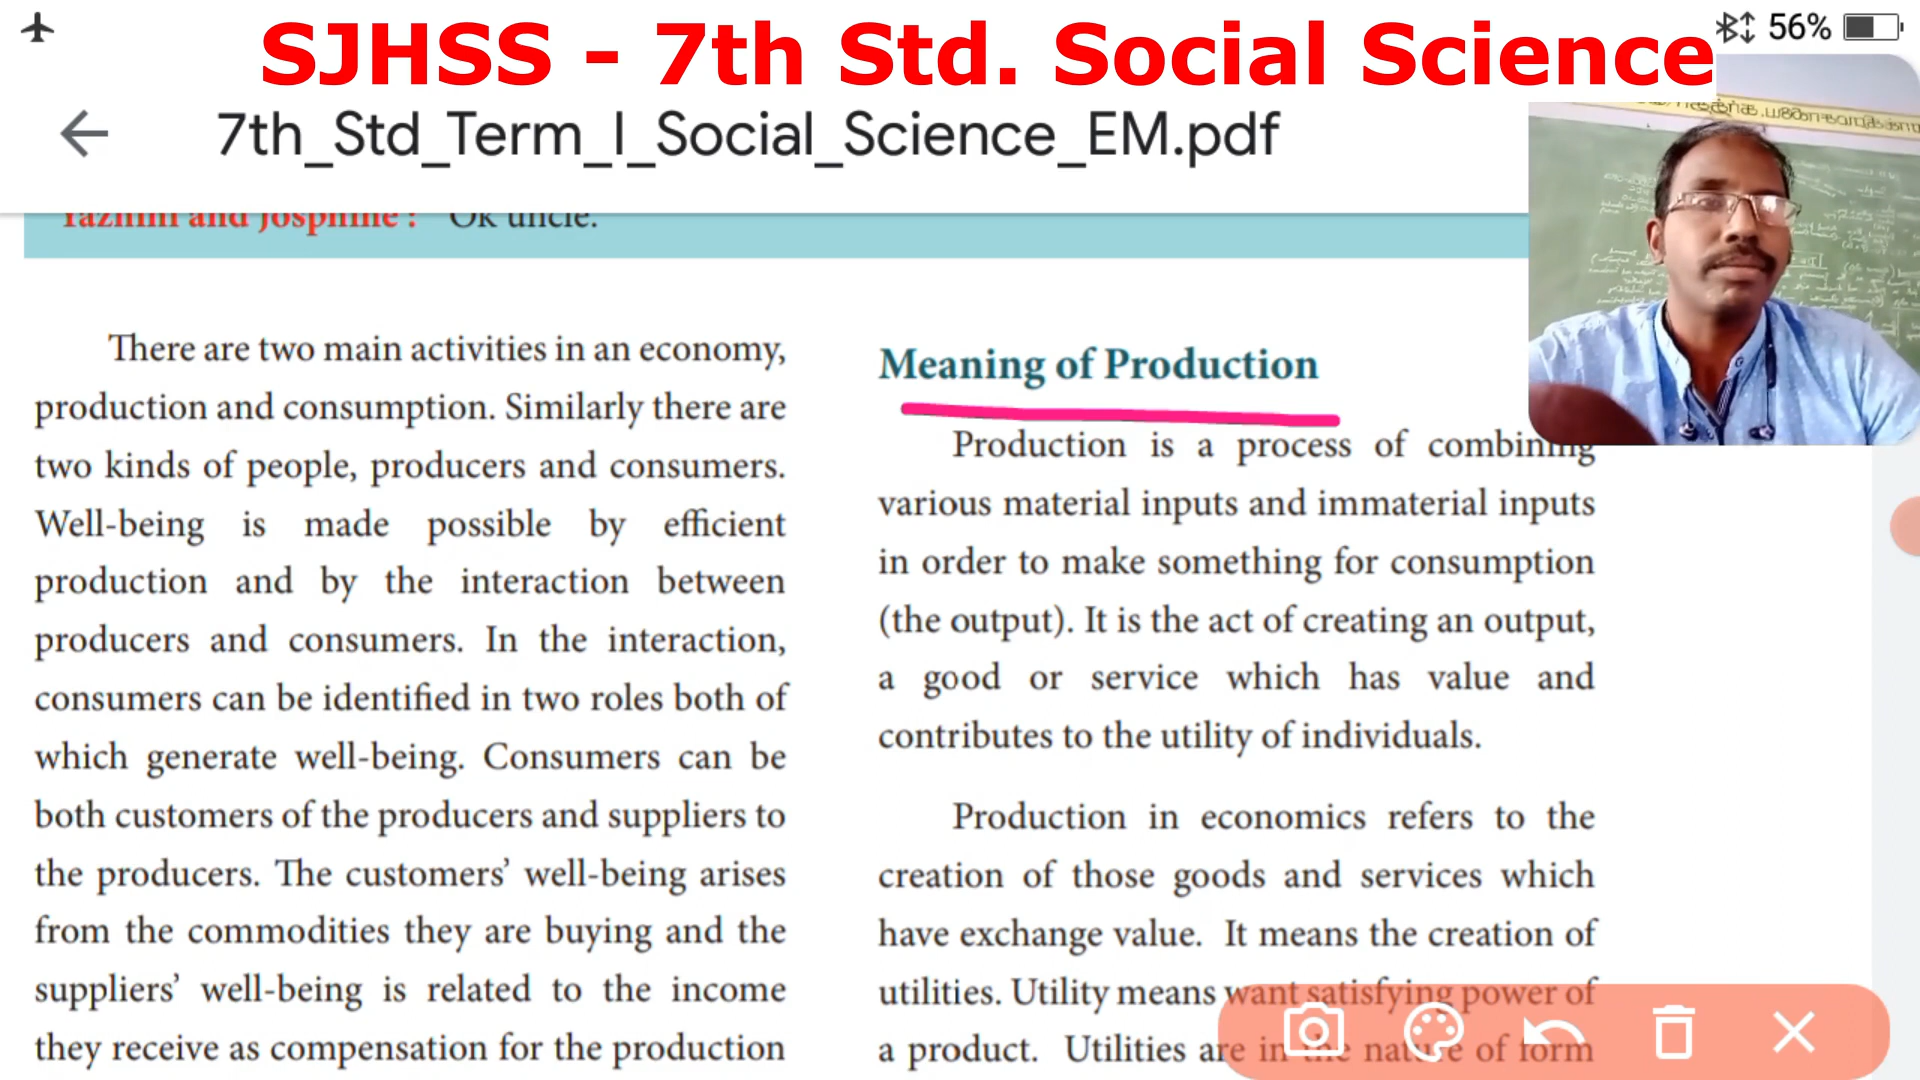 SJHSS - 7th Std. Social Science
56%
7th_Std_Term_I_Social_Science_EM.pdf
Yazhini and Josphine : Ok uncle.
There are two main activities in an economy,
production and consumption. Similarly there are
two kinds of people, producers and consumers.
Well-being is made possible by efficient
production and by the interaction between
producers and consumers. In the interaction,
consumers can be identified in two roles both of
which generate well-being. Consumers can be
both customers of the producers and suppliers to
the producers. The customers’ well-being arises
from the commodities they are buying and the
suppliers’ well-being is related to the income
they receive as compensation for the production
Meaning of Production
Production is a process of combining
various material inputs and immaterial inputs
in order to make something for consumption
(the output). It is the act of creating an output,
a good or service which has value and
contributes to the utility of individuals.
Production in economics refers to the
creation of those goods and services which
have exchange value. It means the creation of
utilities. Utility means want satisfying power of
a product. Utilities are in the nature of form